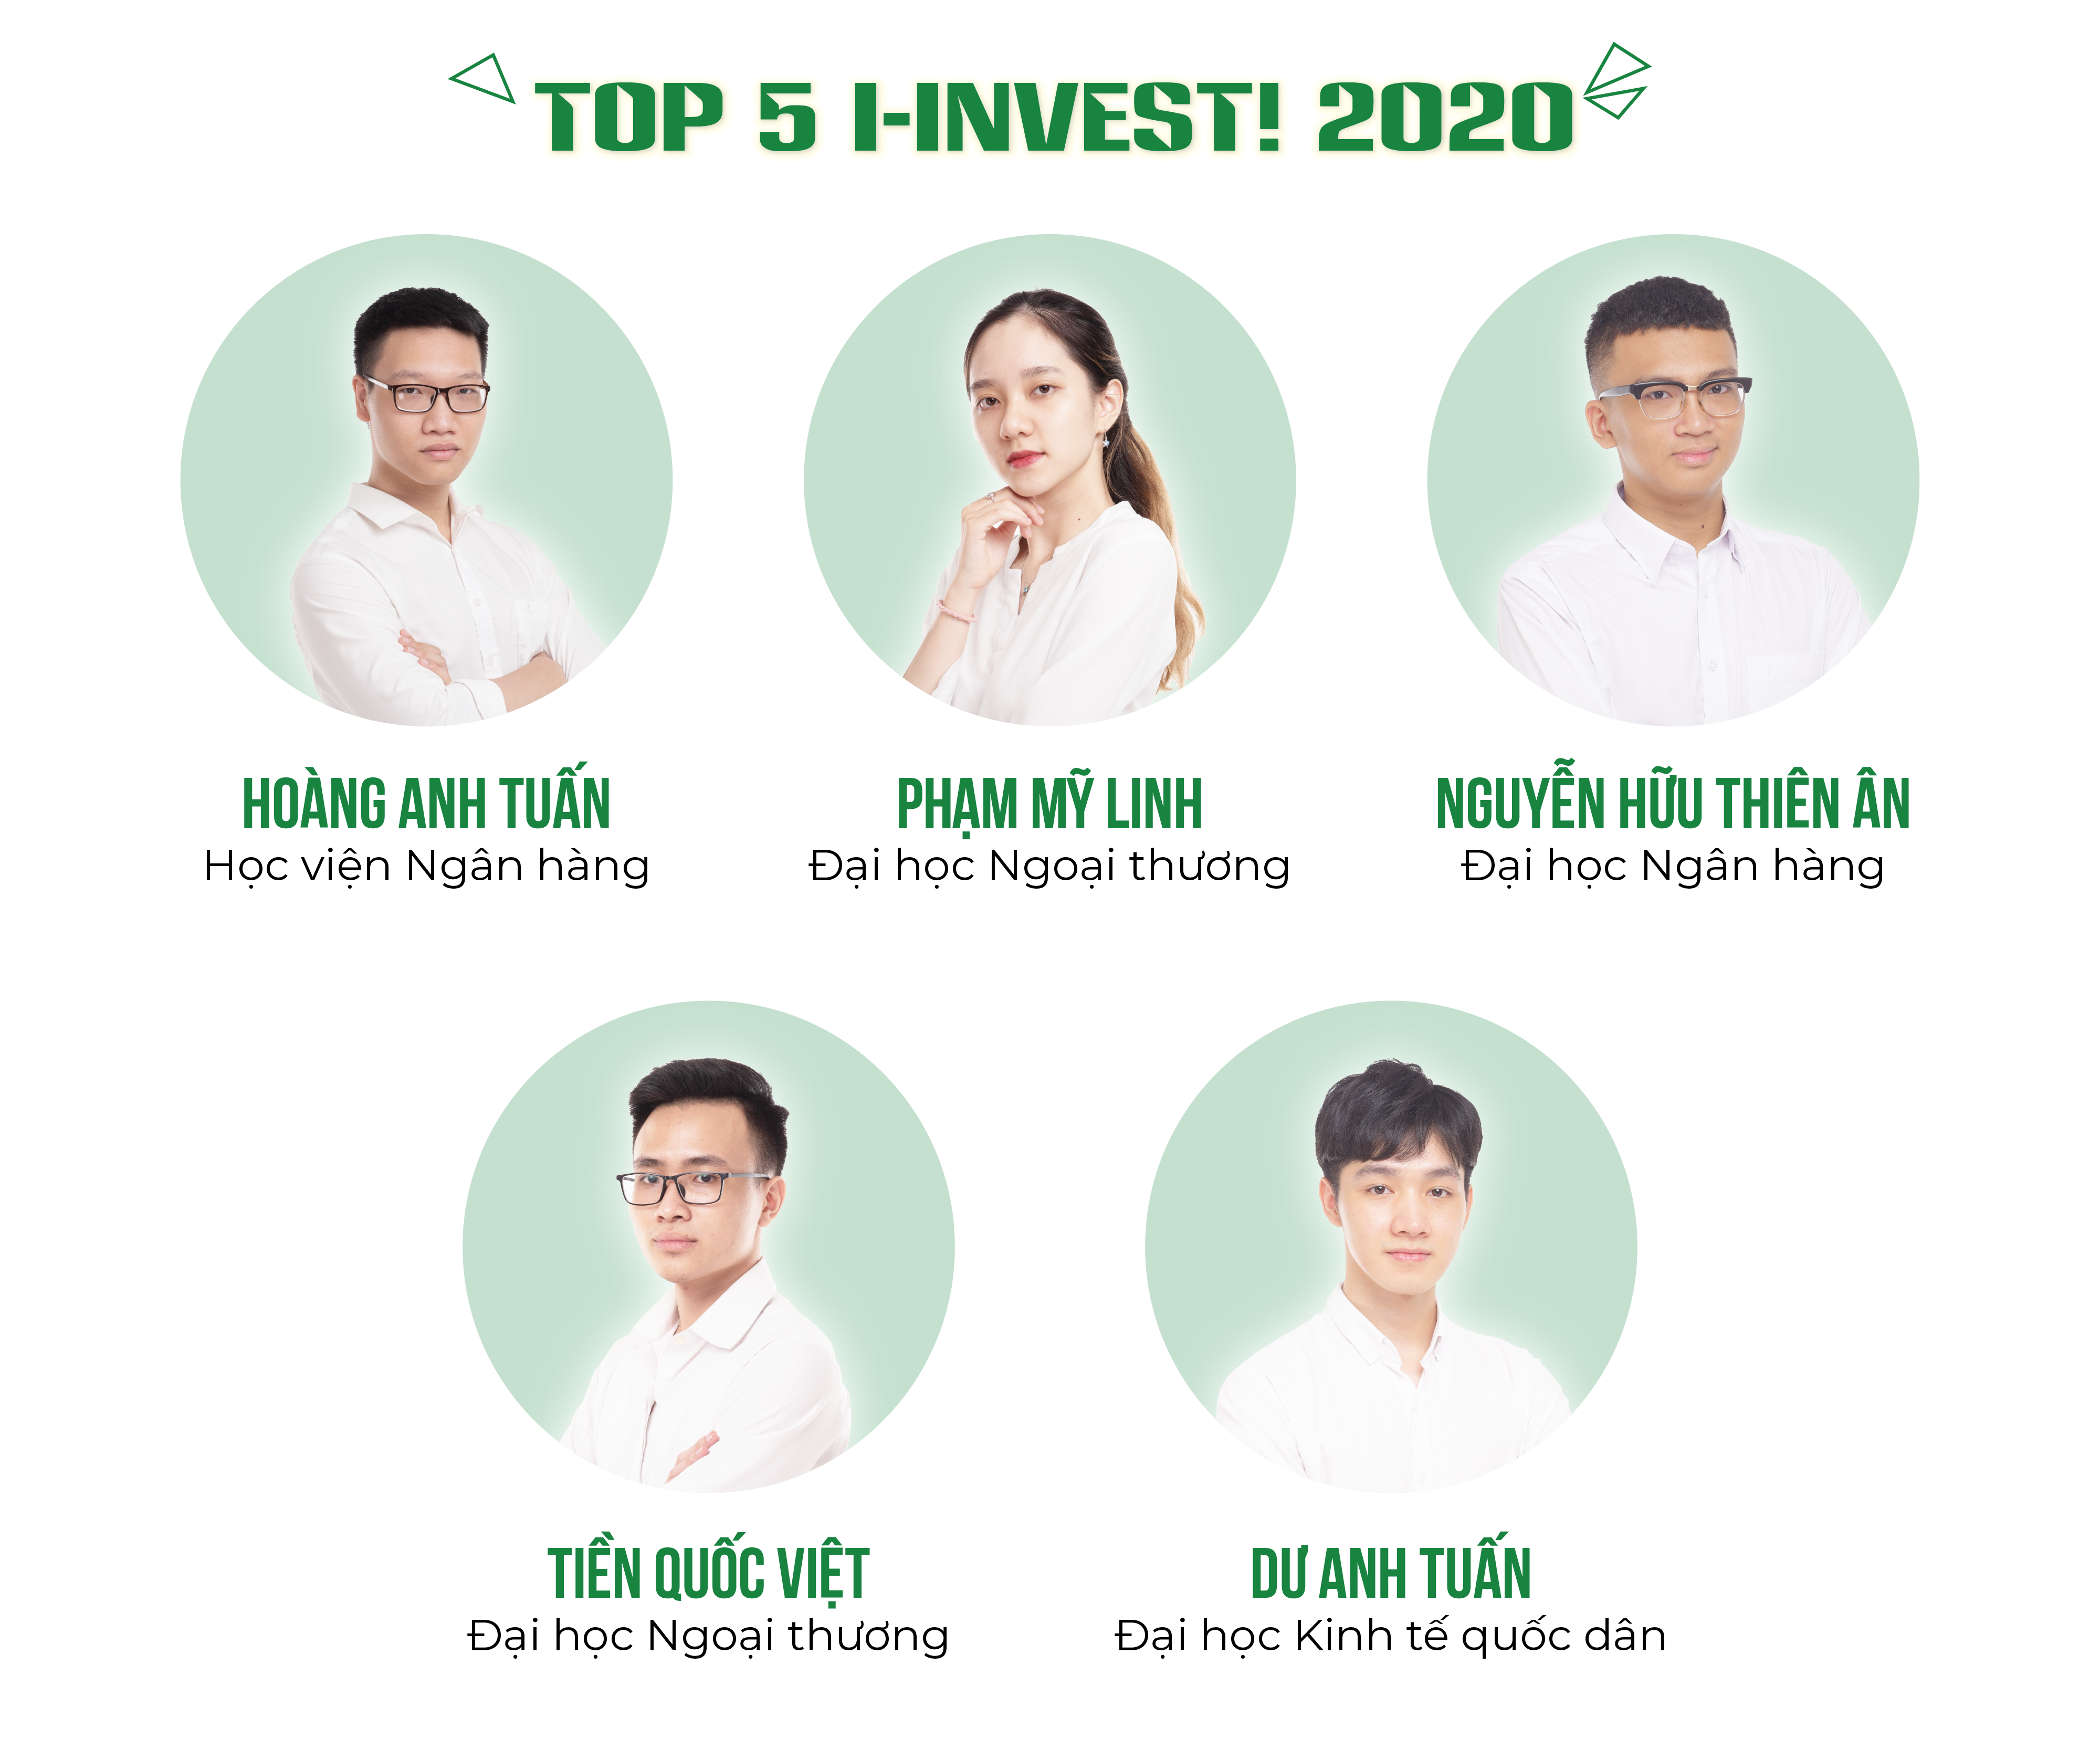 TOP 5 I-INVEST! 2020
HOÀNG ANH TUẤN
Học viện Ngân hàng
PHẠM MỸ LINH
Đại học Ngoại thương
NGUYỄN HỮU THIÊN ÂN
Đại học Ngân hàng
TIỀN QUỐC VIỆT
Đại học Ngoại thương
DƯ ANH TUẤN
Đại học Kinh tế quốc dân